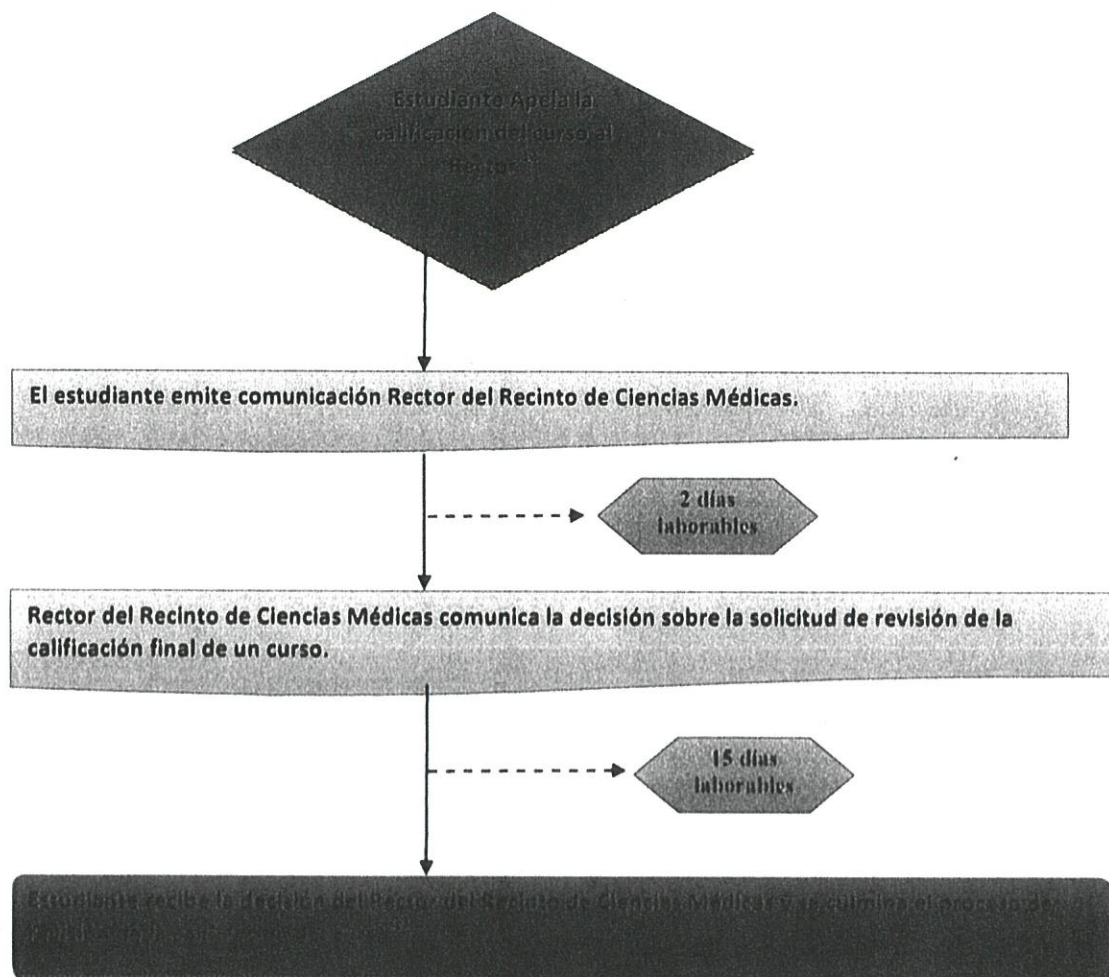 Estudiante Apela la
calificación del curso al
Rector
El estudiante emite comunicación Rector del Recinto de Ciencias Médicas.
2 días
laborables
Rector del Recinto de Ciencias Médicas comunica la decisión sobre la solicitud de revisión de la
calificación final de un curso.
15 días
laborables
Estudiante recibe la decisión del Rector del Recinto de Ciencias Médicas y se culmina el proceso de